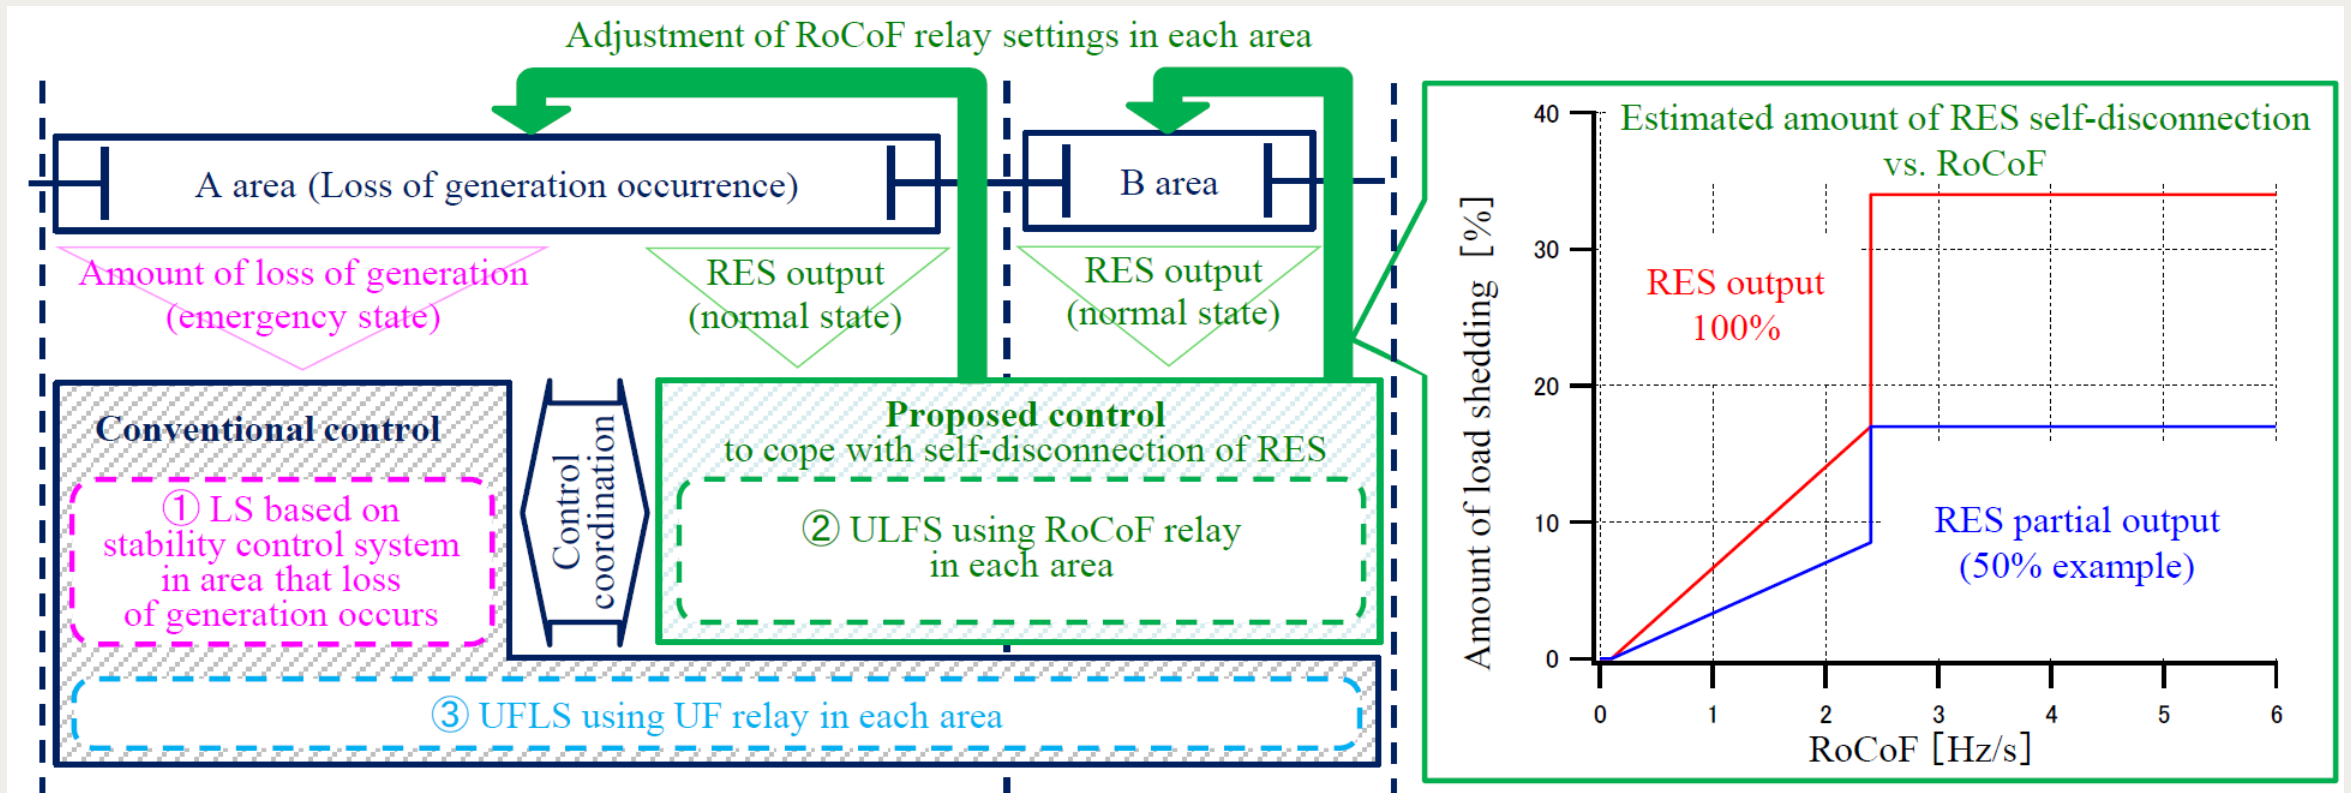 Adjustment of RoCoF relay settings in each area
A area (Loss of generation occurrence)
B area
Amount of loss of generation
(emergency state)
RES output
(normal state)
RES output
(normal state)
Conventional control
① LS based on
stability control system
in area that loss
of generation occurs
Control
coordination
Proposed control
to cope with self-disconnection of RES
② ULFS using RoCoF relay
in each area
③ UFLS using UF relay in each area
Estimated amount of RES self-disconnection
vs. RoCoF
Amount of load shedding [%]
40
30
20
10
0
RES output
100%
RES partial output
(50% example)
0 1 2 3 4 5 6
RoCoF [Hz/s]